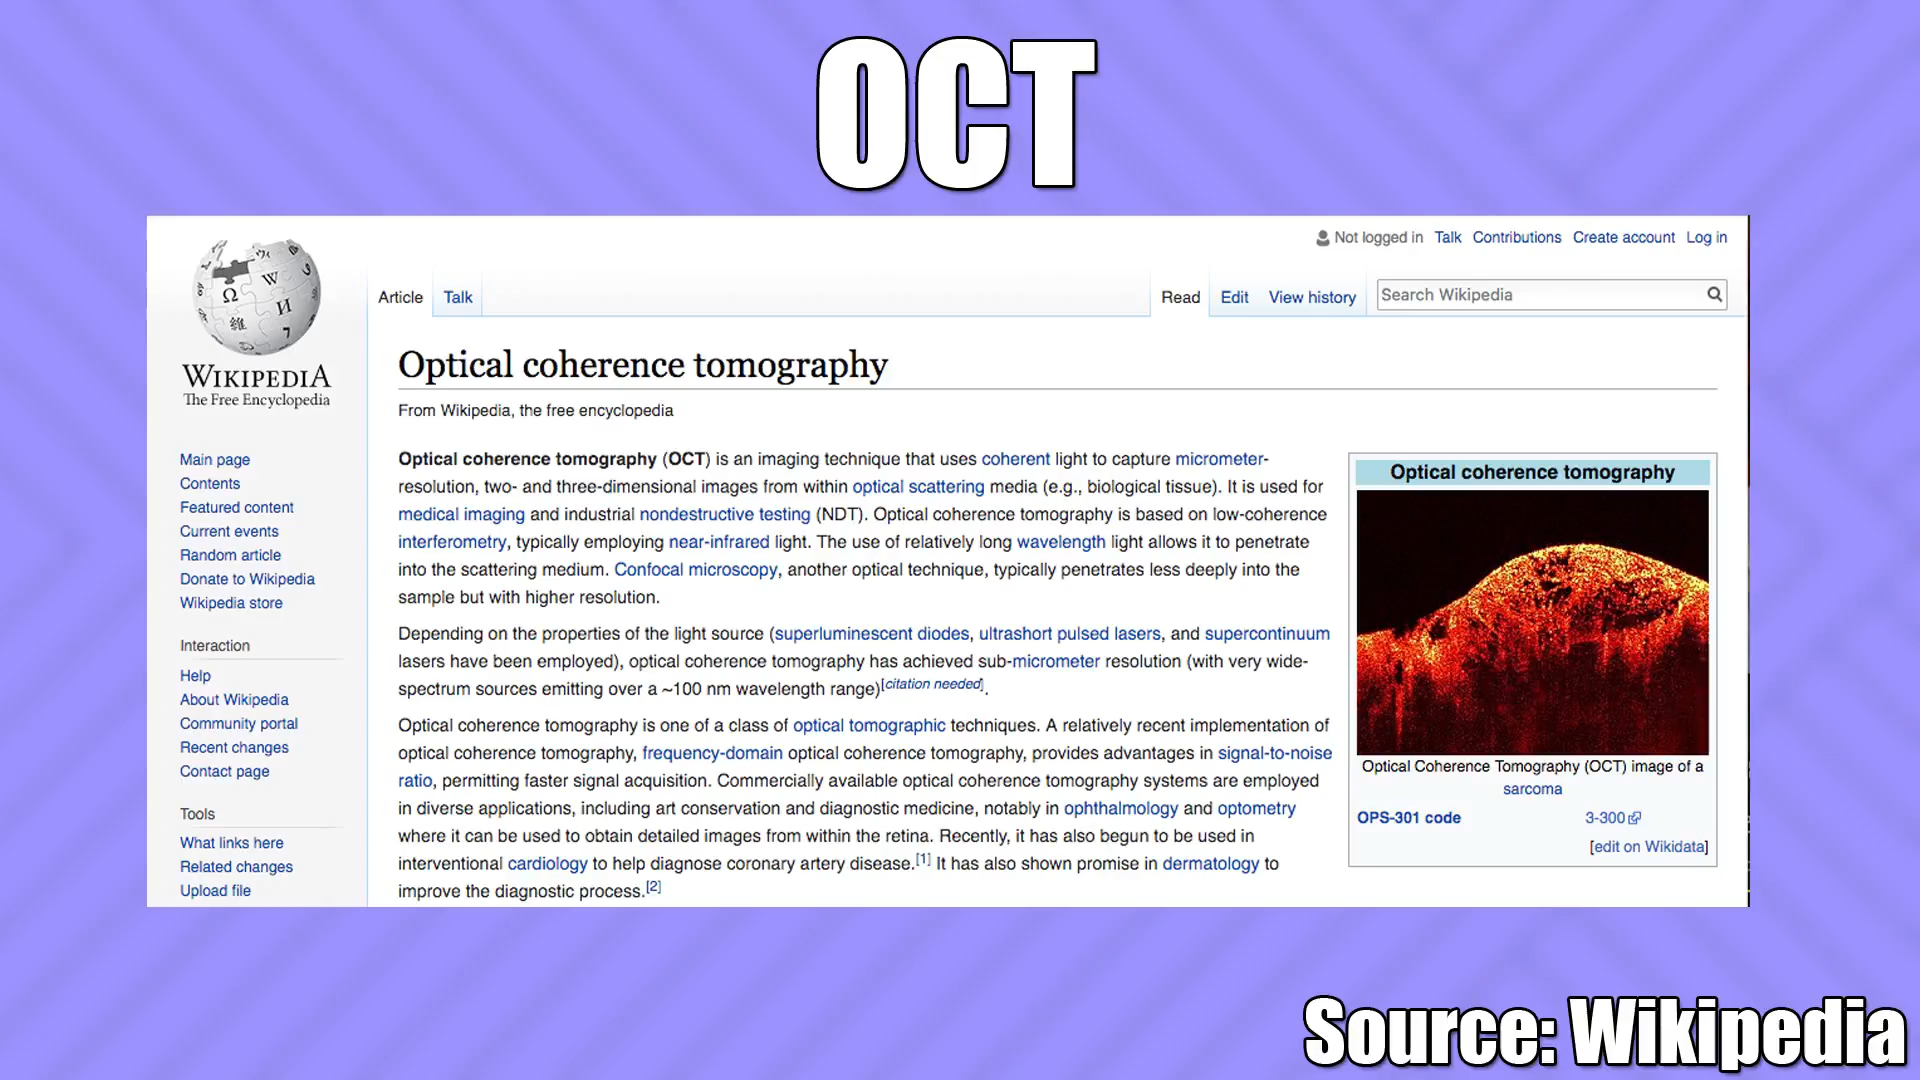 OCT
Not logged in Talk Contributions Create account Log in
Article Talk Read Edit View history Search Wikipedia
WIKIPEDIA
The Free Encyclopedia
Main page
Contents
Featured content
Current events
Random article
Donate to Wikipedia
Wikipedia store
Interaction
Help
About Wikipedia
Community portal
Recent changes
Contact page
Tools
What links here
Related changes
Upload file
Optical coherence tomography
From Wikipedia, the free encyclopedia
Optical coherence tomography (OCT) is an imaging technique that uses coherent light to capture micrometer-
resolution, two- and three-dimensional images from within optical scattering media (e.g., biological tissue). It is used for
medical imaging and industrial nondestructive testing (NDT). Optical coherence tomography is based on low-coherence
interferometry, typically employing near-infrared light. The use of relatively long wavelength light allows it to penetrate
into the scattering medium. Confocal microscopy, another optical technique, typically penetrates less deeply into the
sample but with higher resolution.
Depending on the properties of the light source (superluminescent diodes, ultrashort pulsed lasers, and supercontinuum
lasers have been employed), optical coherence tomography has achieved sub-micrometer resolution (with very wide-
spectrum sources emitting over a ~100 nm wavelength range)[citation needed].
Optical coherence tomography is one of a class of optical tomographic techniques. A relatively recent implementation of
optical coherence tomography, frequency-domain optical coherence tomography, provides advantages in signal-to-noise
ratio, permitting faster signal acquisition. Commercially available optical coherence tomography systems are employed
in diverse applications, including art conservation and diagnostic medicine, notably in ophthalmology and optometry
where it can be used to obtain detailed images from within the retina. Recently, it has also begun to be used in
interventional cardiology to help diagnose coronary artery disease.[1] It has also shown promise in dermatology to
improve the diagnostic process.[2]
Optical coherence tomography
Optical Coherence Tomography (OCT) image of a
sarcoma
OPS-301 code 3-300
[edit on Wikidata]
Source: Wikipedia